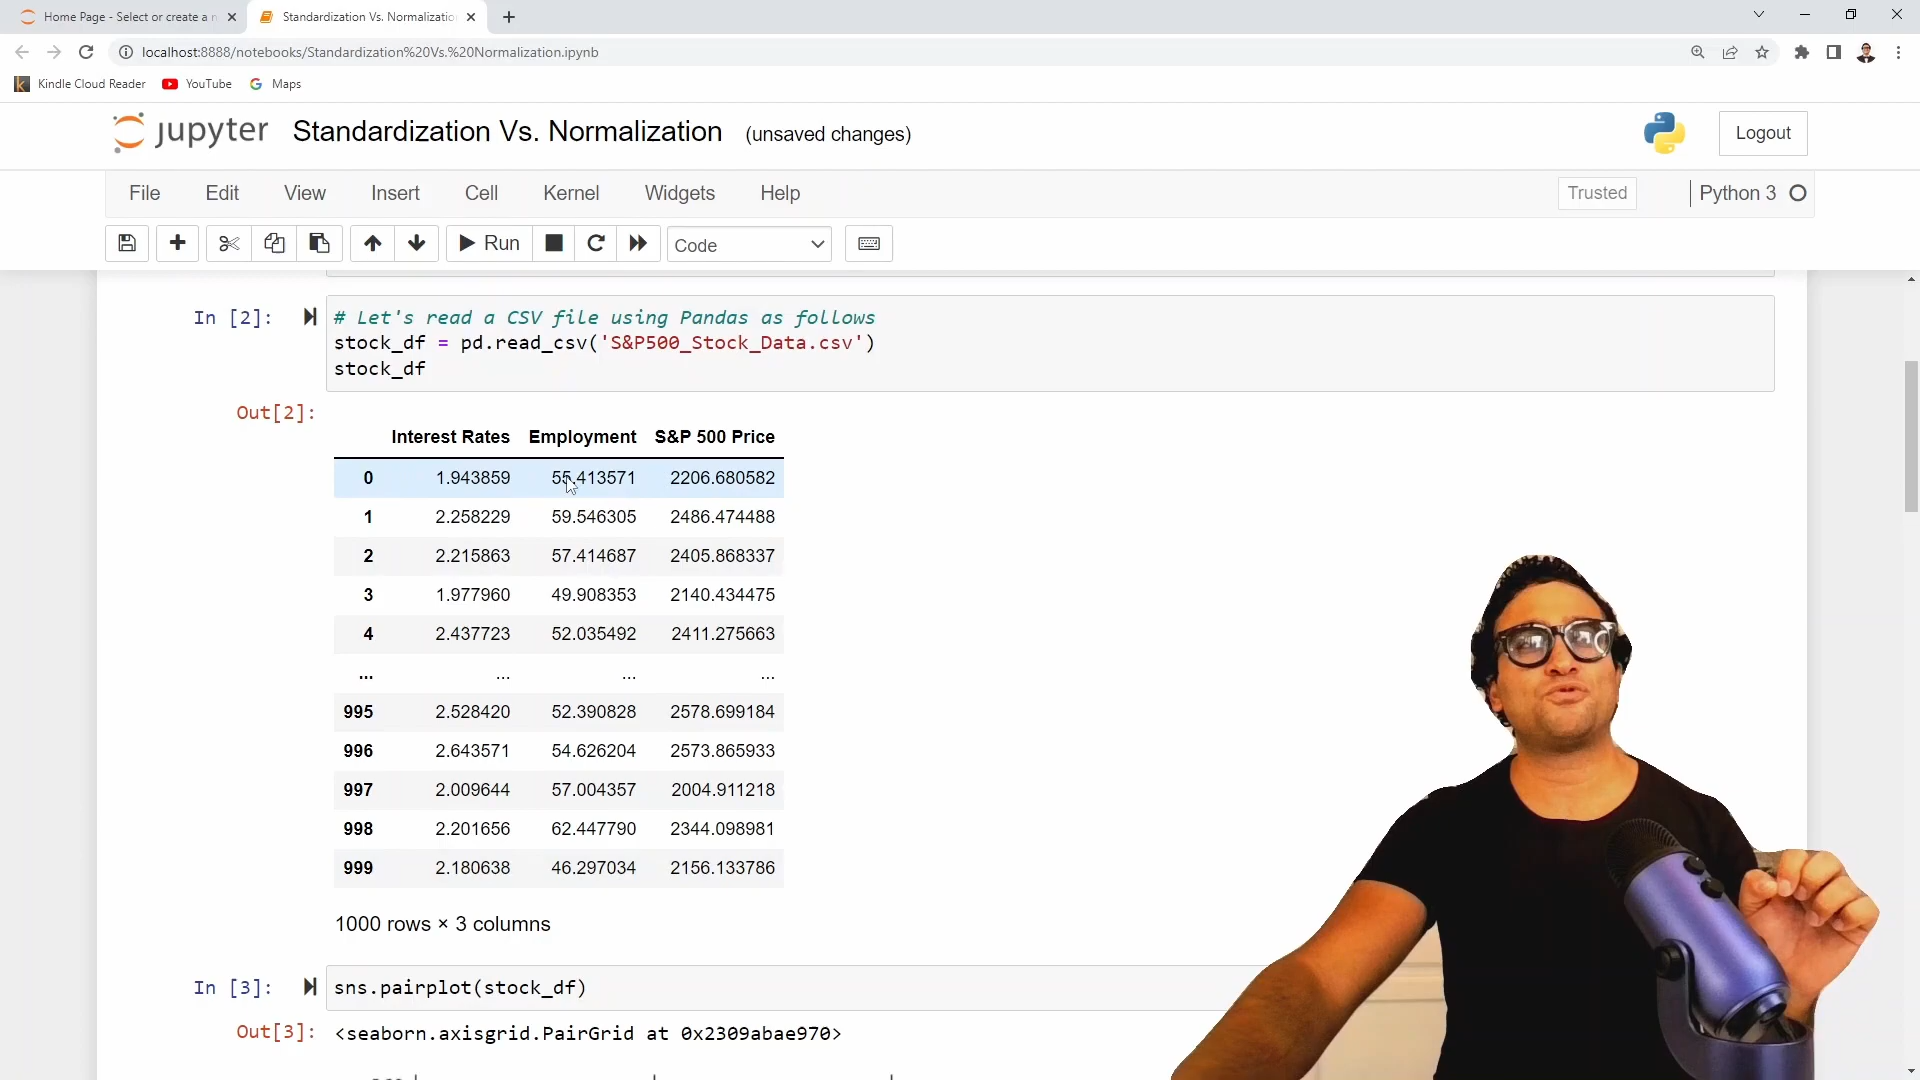 Home Page - Select or create a n
Standardization Vs. Normalizatio
localhost:8888/notebooks/Standardization%20Vs.%20Normalization.ipynb
Kindle Cloud Reader YouTube Maps
jupyter Standardization Vs. Normalization (unsaved changes) Logout
File Edit View Insert Cell Kernel Widgets Help Trusted Python 3
Run Code
In [2]: # Let's read a CSV file using Pandas as follows
stock_df = pd.read_csv('S&P500_Stock_Data.csv')
stock_df
Out[2]:
Interest Rates Employment S&P 500 Price
0 1.943859 55.413571 2206.680582
1 2.258229 59.546305 2486.474488
2 2.215863 57.414687 2405.868337
3 1.977960 49.908353 2140.434475
4 2.437723 52.035492 2411.275663
... ... ... ...
995 2.528420 52.390828 2578.699184
996 2.643571 54.626204 2573.865933
997 2.009644 57.004357 2004.911218
998 2.201656 62.447790 2344.098981
999 2.180638 46.297034 2156.133786
1000 rows × 3 columns
In [3]: sns.pairplot(stock_df)
Out[3]: <seaborn.axisgrid.PairGrid at 0x2309abae970>